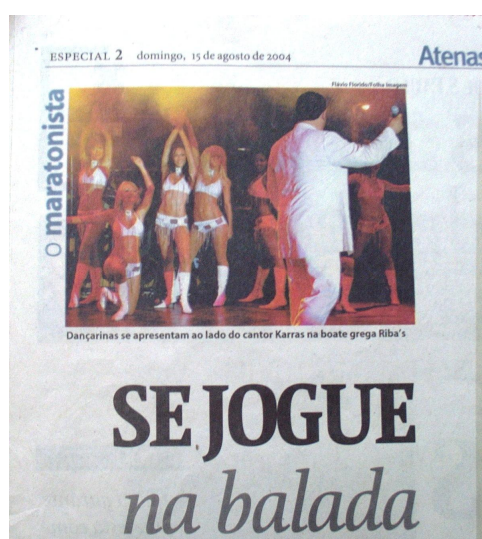 ESPECIAL 2 domingo, 15 de agosto de 2004 Atenas
Flávio Florido/Folha Imagem
O maratonista
Dançarinas se apresentam ao lado do cantor Karras na boate grega Riba's
SE JOGUE
na balada